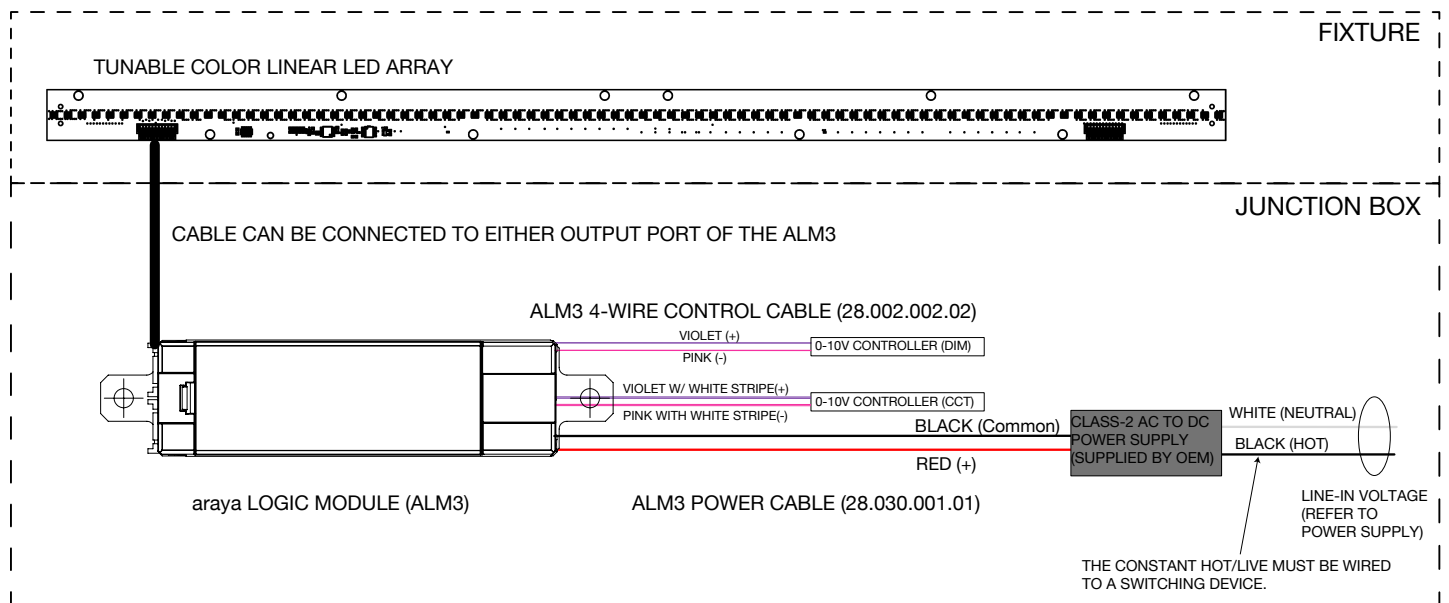 FIXTURE
TUNABLE COLOR LINEAR LED ARRAY
JUNCTION BOX
CABLE CAN BE CONNECTED TO EITHER OUTPUT PORT OF THE ALM3
ALM3 4-WIRE CONTROL CABLE (28.002.002.02)
VIOLET (+)
0-10V CONTROLLER (DIM)
PINK (-)
VIOLET W/ WHITE STRIPE(+)
0-10V CONTROLLER (CCT)
PINK WITH WHITE STRIPE(-)
BLACK (Common)
RED (+)
CLASS-2 AC TO DC
POWER SUPPLY
(SUPPLIED BY OEM)
WHITE (NEUTRAL)
BLACK (HOT)
araya LOGIC MODULE (ALM3)
ALM3 POWER CABLE (28.030.001.01)
LINE-IN VOLTAGE
(REFER TO
POWER SUPPLY)
THE CONSTANT HOT/LIVE MUST BE WIRED
TO A SWITCHING DEVICE.